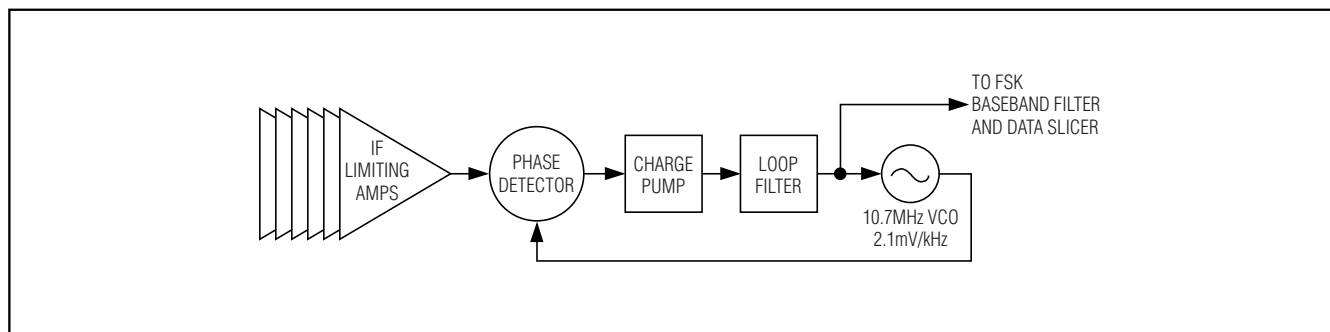 IF
LIMITING
AMPS
PHASE
DETECTOR
CHARGE
PUMP
LOOP
FILTER
TO FSK
BASEBAND FILTER
AND DATA SLICER
10.7MHz VCO
2.1mV/kHz